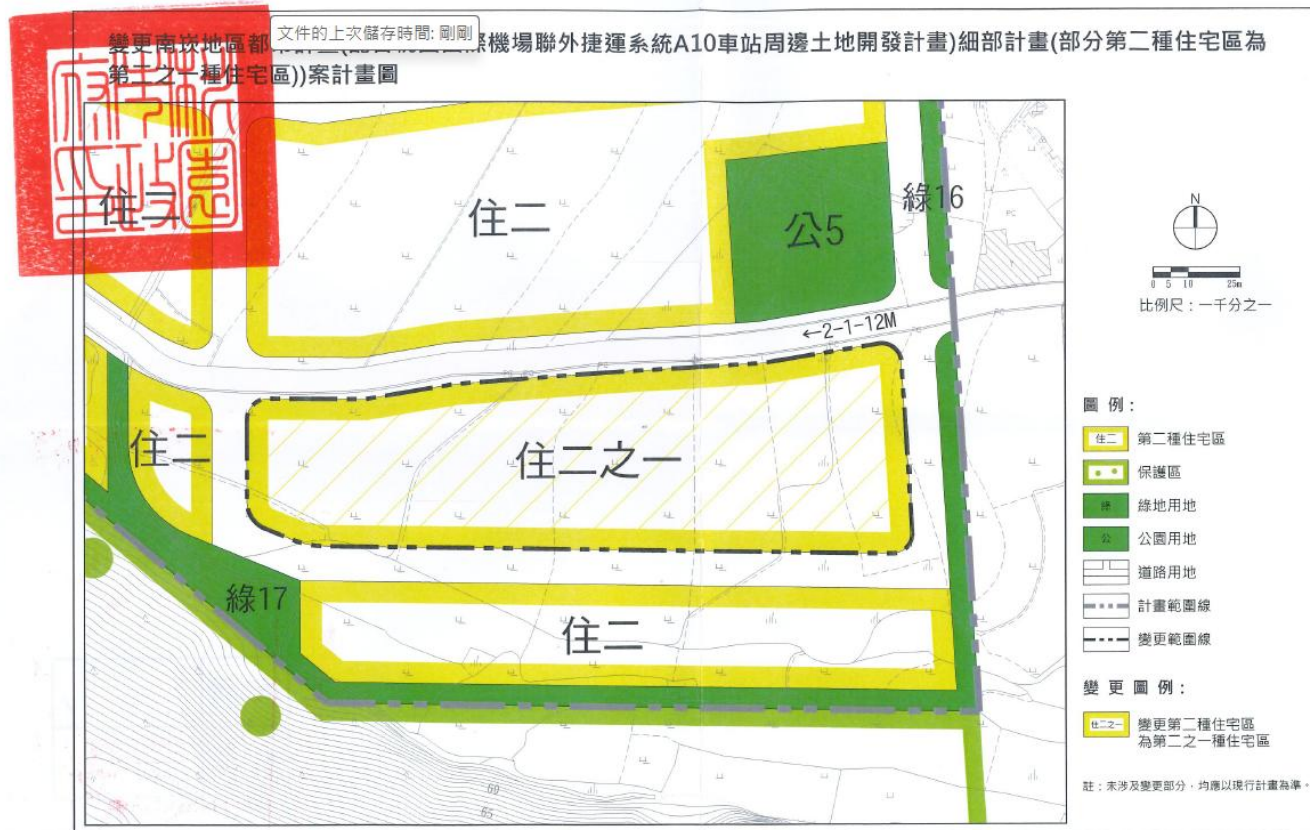 文件的上次儲存時間: 剛剛
變更南崁地區都
機場聯外捷運系統A10車站周邊土地開發計畫)細部計畫(部分第二種住宅區為
第二之一種住宅區))案計畫圖
住二
住二
公5
綠16
←2-1-12M
住二
住二之一
綠17
住二
60
65
N
0 5 10 25m
比例尺：一千分之一
圖 例：
住二 第二種住宅區
保護區
綠 綠地用地
公 公園用地
道路用地
計畫範圍線
變更範圍線
變 更 圖 例：
住二之一 變更第二種住宅區
為第二之一種住宅區
註：未涉及變更部分，均應以現行計畫為準。